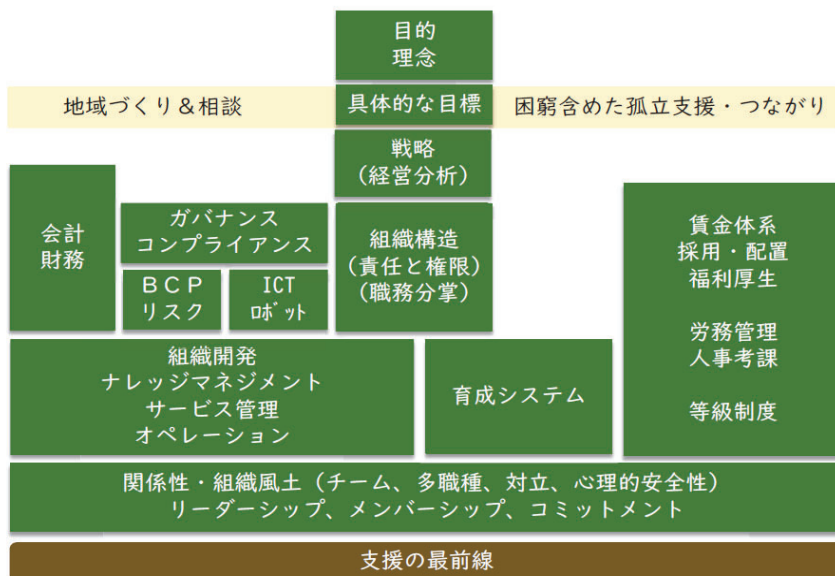 目的
理念
地域づくり＆相談
具体的な目標
困窮含めた孤立支援・つながり
戦略
（経営分析）
会計
財務
ガバナンス
コンプライアンス
ＢＣＰ
リスク
ICT
ﾛﾎﾞｯﾄ
組織構造
（責任と権限）
（職務分掌）
賃金体系
採用・配置
福利厚生
労務管理
人事考課
等級制度
組織開発
ナレッジマネジメント
サービス管理
オペレーション
育成システム
関係性・組織風土（チーム、多職種、対立、心理的安全性）
リーダーシップ、メンバーシップ、コミットメント
支援の最前線